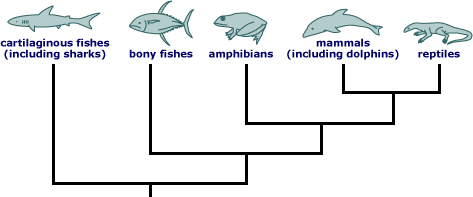 cartilaginous fishes
(including sharks)
bony fishes
amphibians
mammals
(including dolphins)
reptiles